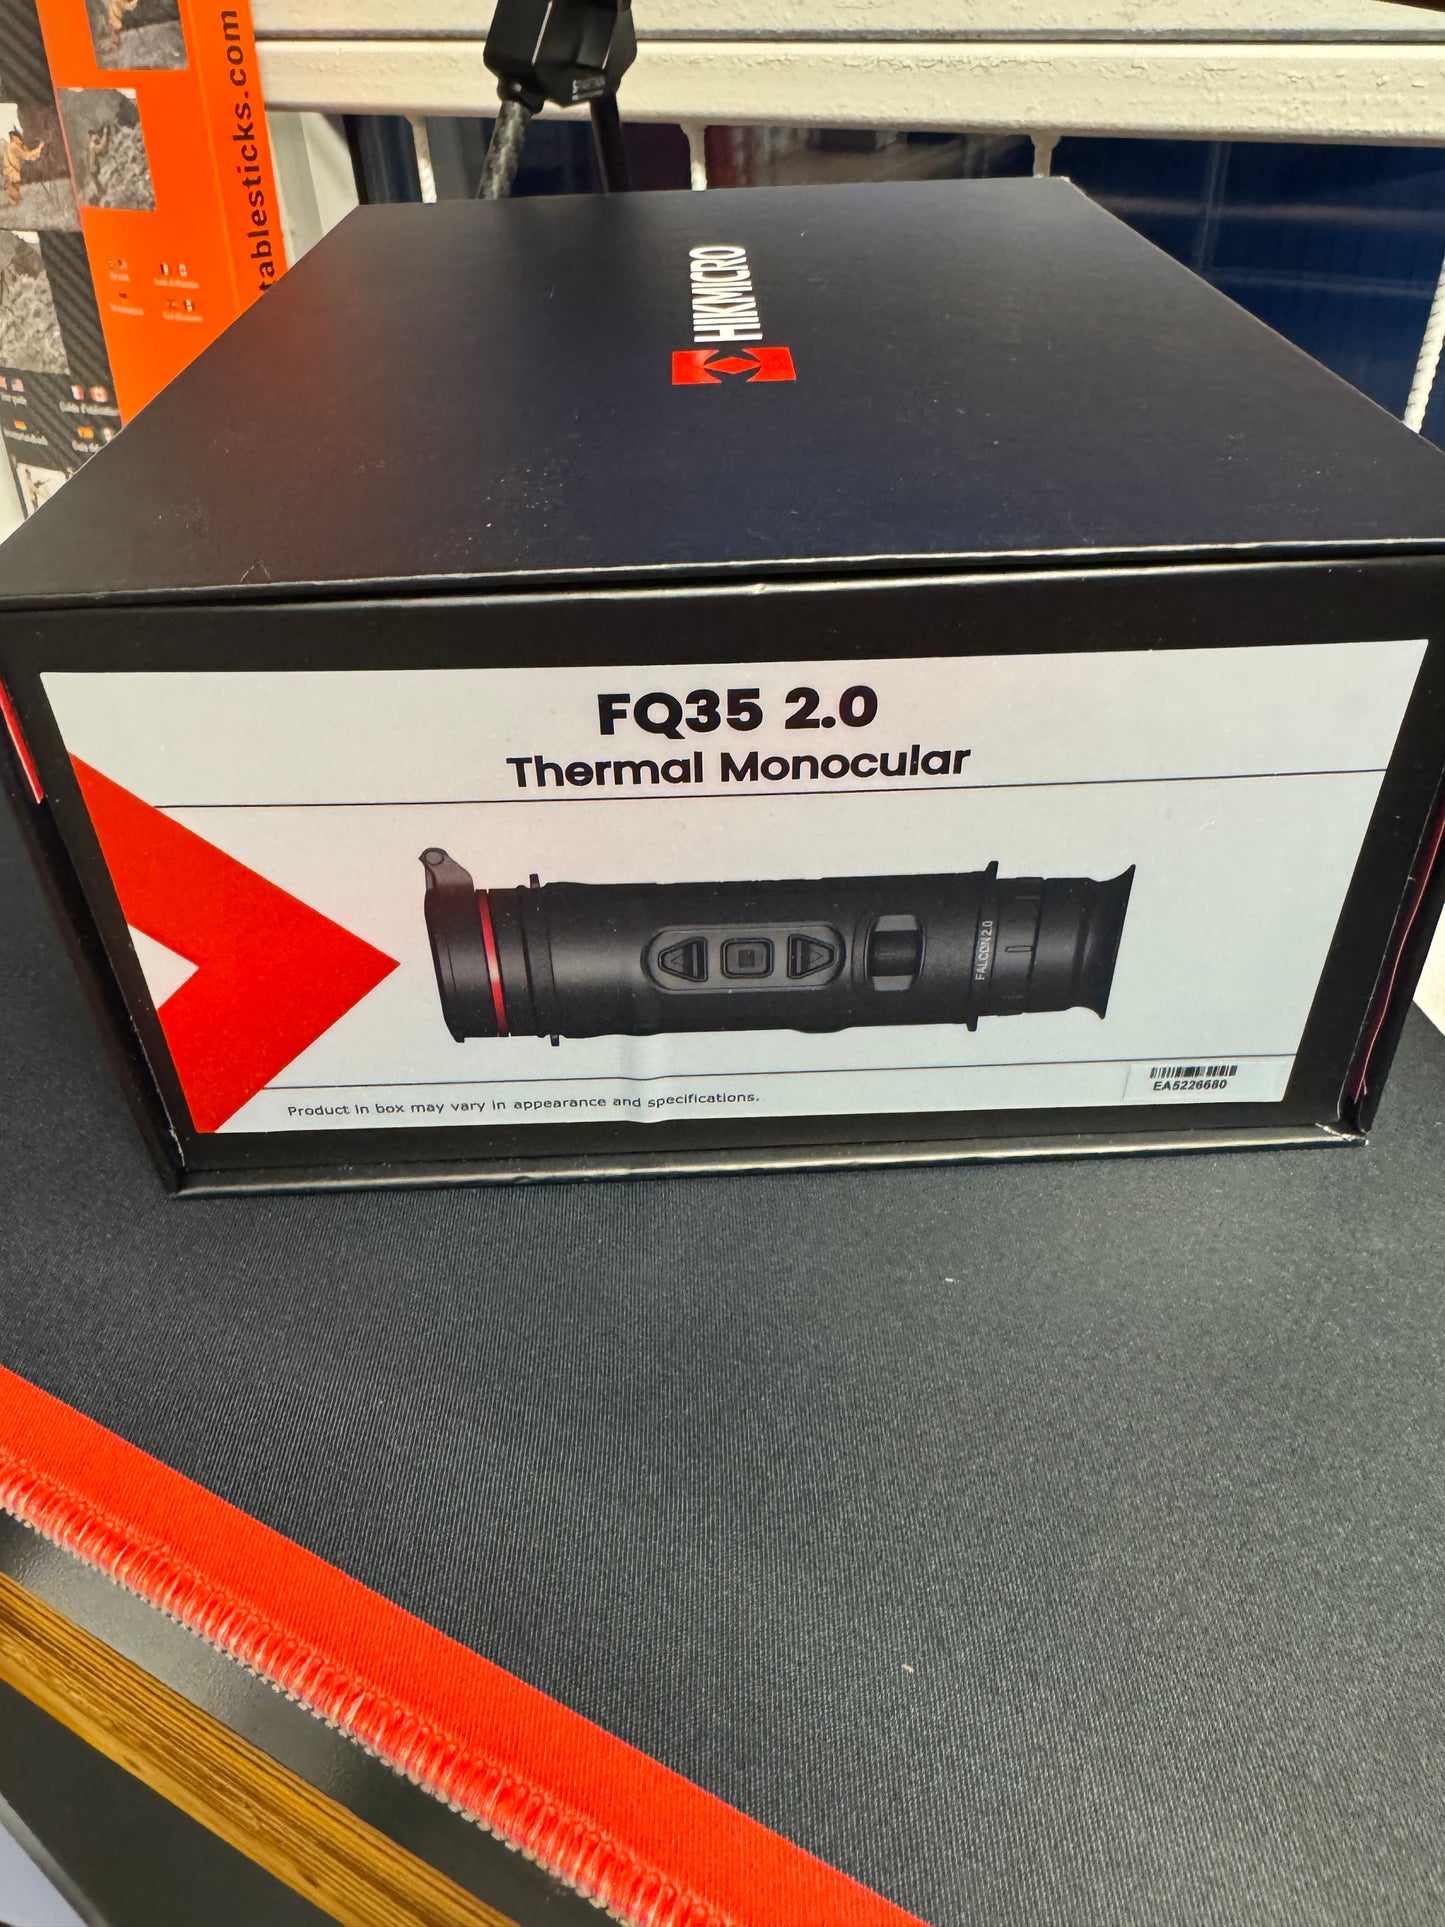 tablesticks.com
HIKMICRO
FQ35 2.0
Thermal Monocular
FALCON 2.0
EA5226680
Product in box may vary in appearance and specifications.